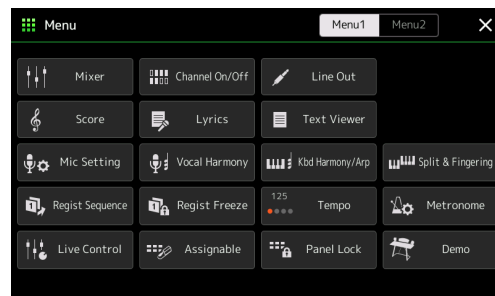 Menu Menu1 Menu2
Mixer Channel On/Off Line Out
Score Lyrics Text Viewer
Mic Setting Vocal Harmony Kbd Harmony/Arp Split & Fingering
Regist Sequence Regist Freeze 125 Tempo Metronome
Live Control Assignable Panel Lock Demo